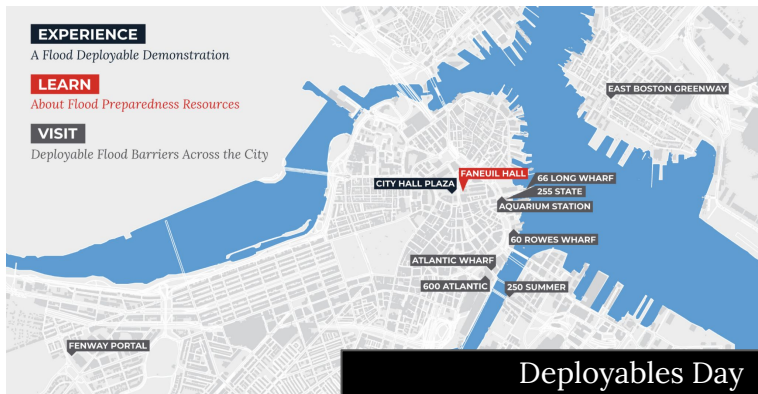 EXPERIENCE
A Flood Deployable Demonstration
LEARN
About Flood Preparedness Resources
VISIT
Deployable Flood Barriers Across the City
EAST BOSTON GREENWAY
FANEUIL HALL
CITY HALL PLAZA
66 LONG WHARF
255 STATE
AQUARIUM STATION
60 ROWES WHARF
ATLANTIC WHARF
600 ATLANTIC
250 SUMMER
FENWAY PORTAL
Deployables Day